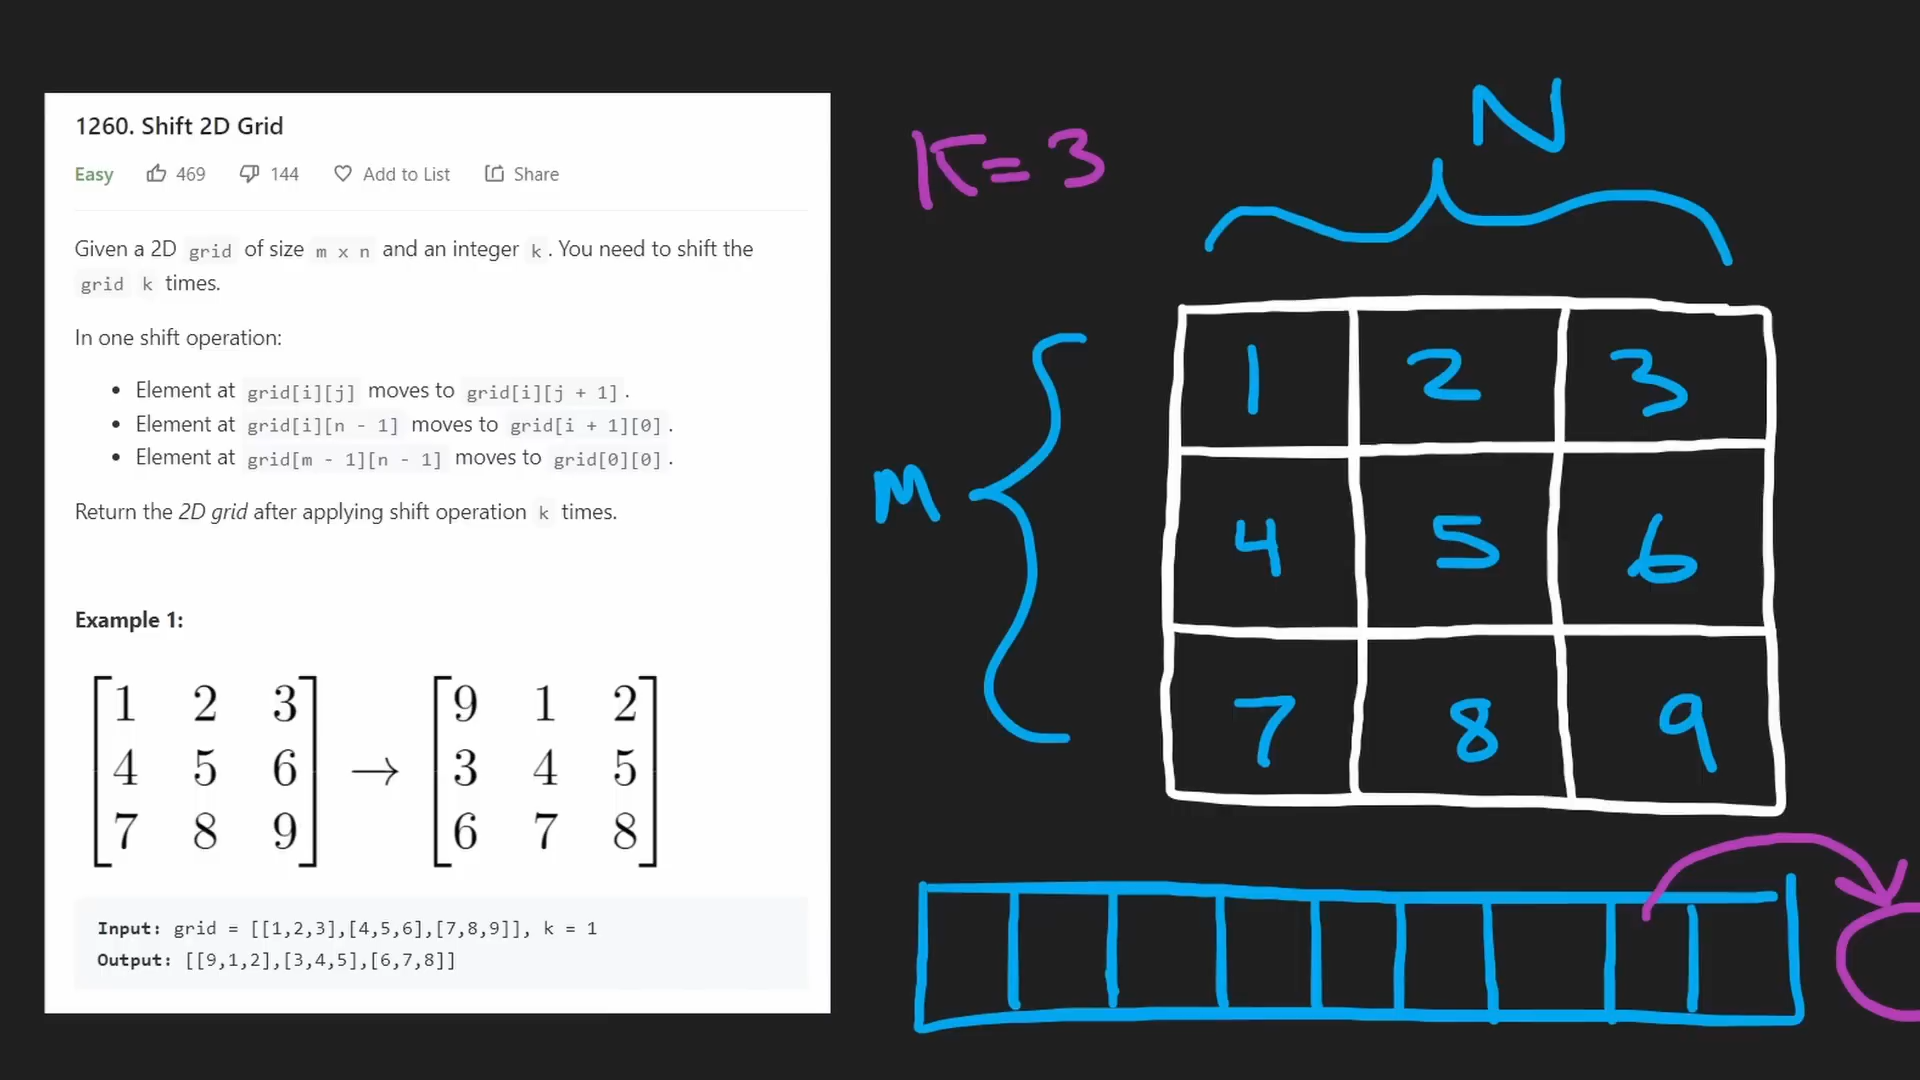 1260. Shift 2D Grid
Easy 469 144 Add to List Share
Given a 2D grid of size m x n and an integer k. You need to shift the
grid k times.
In one shift operation:
• Element at grid[i][j] moves to grid[i][j + 1].
• Element at grid[i][n - 1] moves to grid[i + 1][0].
• Element at grid[m - 1][n - 1] moves to grid[0][0].
Return the 2D grid after applying shift operation k times.
Example 1:
1 2 3 → 9 1 2
4 5 6 3 4 5
7 8 9 6 7 8
Input: grid = [[1,2,3],[4,5,6],[7,8,9]], k = 1
Output: [[9,1,2],[3,4,5],[6,7,8]]
K=3
N
M
1 2 3
4 5 6
7 8 9